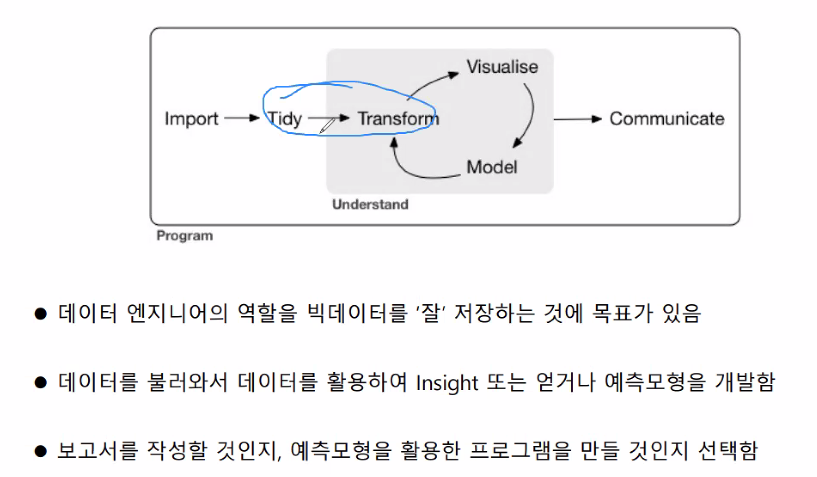 Visualise
Import
Tidy
Transform
Communicate
Model
Understand
Program
● 데이터 엔지니어의 역할을 빅데이터를 '잘' 저장하는 것에 목표가 있음
● 데이터를 불러와서 데이터를 활용하여 Insight 또는 얻거나 예측모형을 개발함
● 보고서를 작성할 것인지, 예측모형을 활용한 프로그램을 만들 것인지 선택함